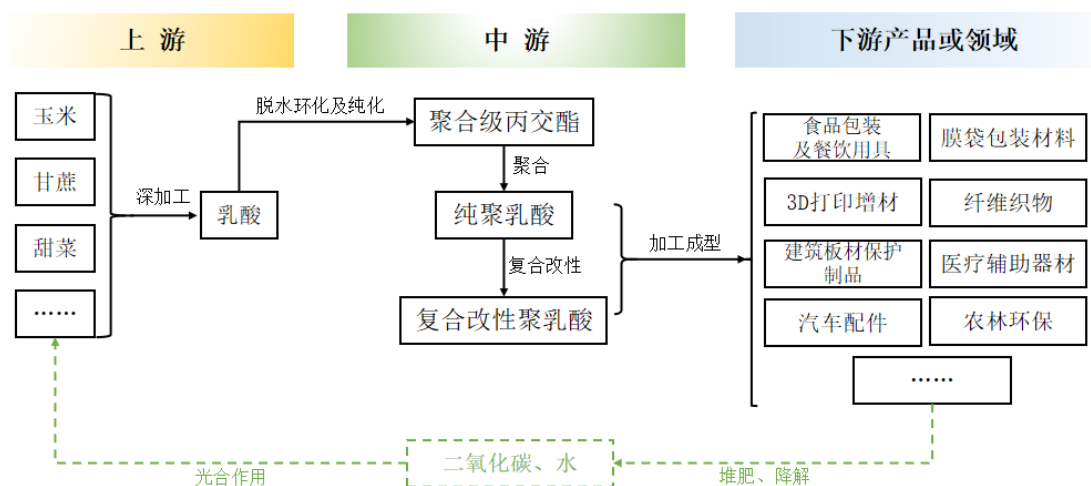 上 游
中 游
下游产品或领域
玉米
甘蔗
甜菜
……
深加工
乳酸
脱水环化及纯化
聚合级丙交酯
聚合
纯聚乳酸
复合改性
复合改性聚乳酸
加工成型
食品包装
及餐饮用具
膜袋包装材料
3D打印增材
纤维织物
建筑板材保护
制品
医疗辅助器材
汽车配件
农林环保
……
光合作用
二氧化碳、水
堆肥、降解